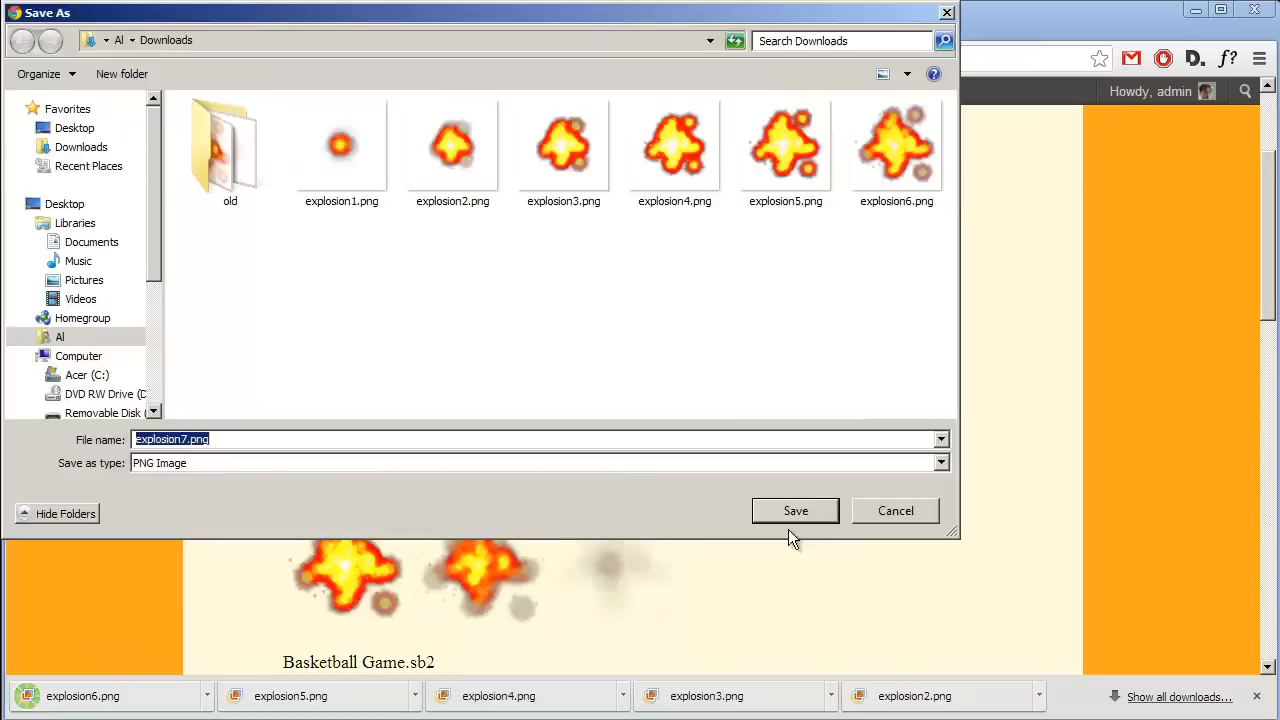 Save As
Al
Downloads
Search Downloads
Organize
New folder
Favorites
Desktop
Downloads
Recent Places
Desktop
Libraries
Documents
Music
Pictures
Videos
Homegroup
Al
Computer
Acer (C:)
DVD RW Drive (D
Removable Disk (
old
explosion1.png
explosion2.png
explosion3.png
explosion4.png
explosion5.png
explosion6.png
File name: explosion7.png
Save as type: PNG Image
Hide Folders
Save
Cancel
D.
f?
Howdy, admin
Basketball Game.sb2
explosion6.png
explosion5.png
explosion4.png
explosion3.png
explosion2.png
Show all downloads...